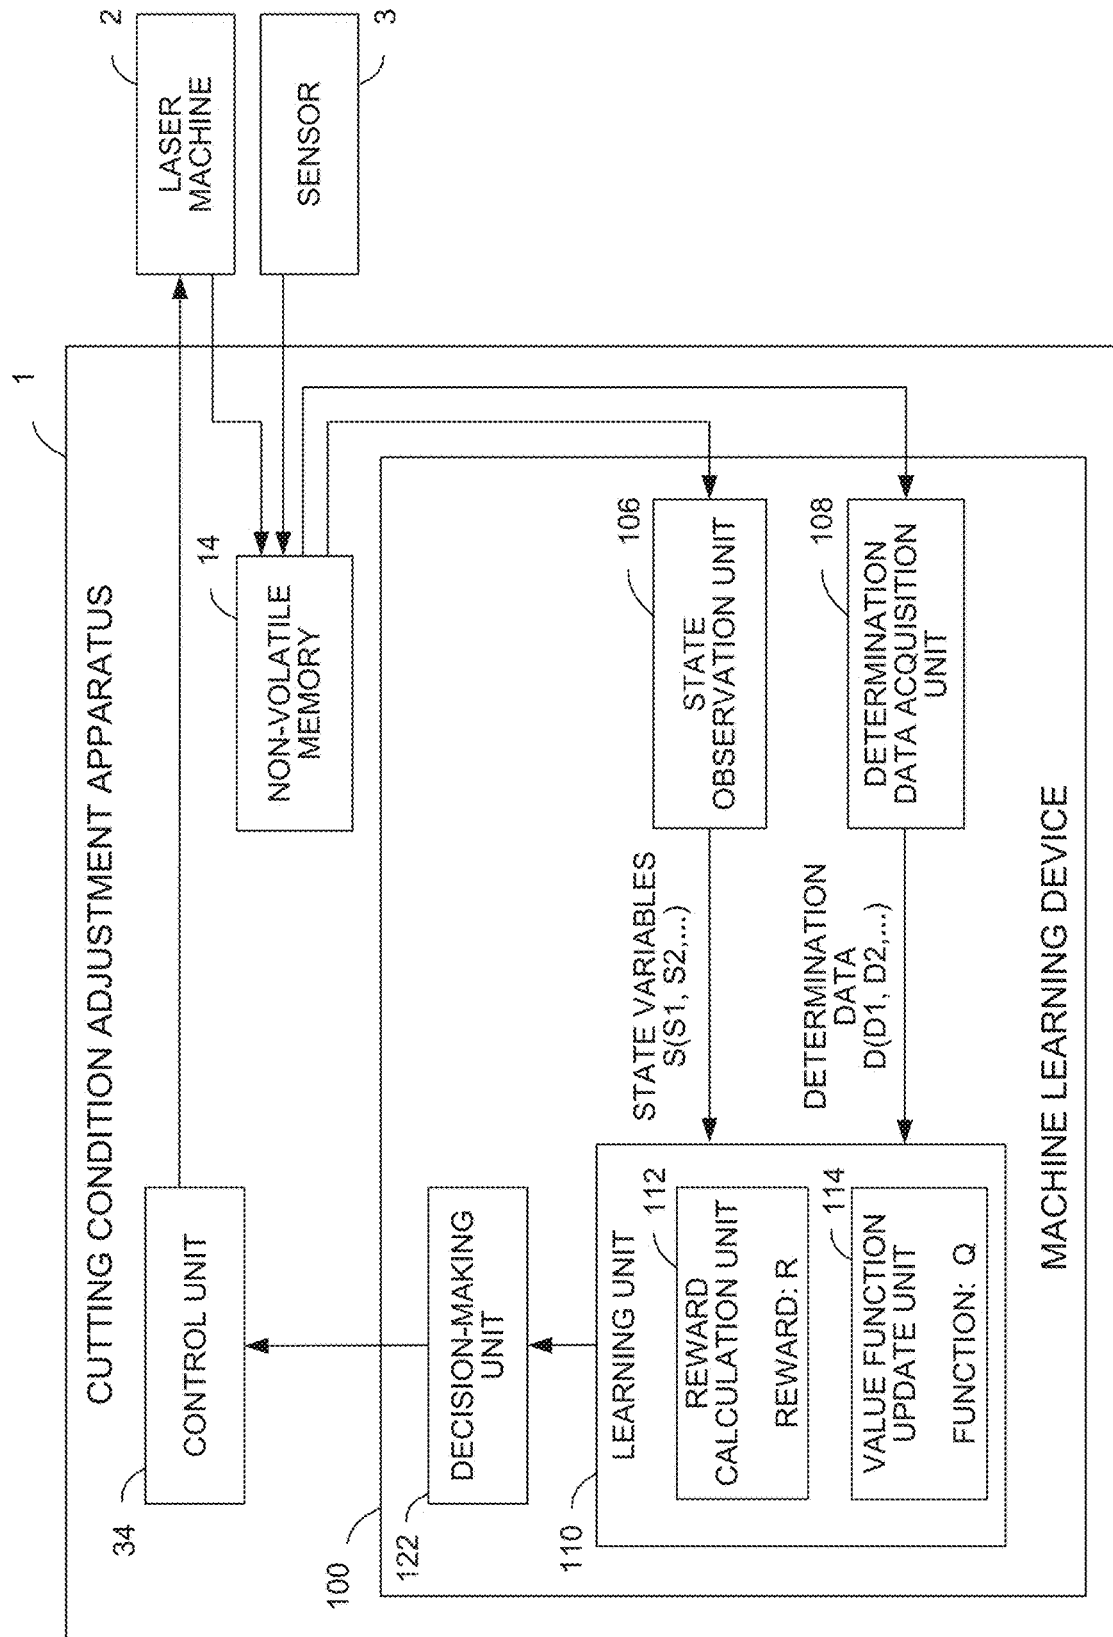 1
CUTTING CONDITION ADJUSTMENT APPARATUS
34
CONTROL UNIT
14
NON-VOLATILE
MEMORY
2
LASER
MACHINE
3
SENSOR
100
122
DECISION-MAKING
UNIT
110
LEARNING UNIT
112
REWARD
CALCULATION UNIT
REWARD: R
114
VALUE FUNCTION
UPDATE UNIT
FUNCTION: Q
STATE VARIABLES
S(S1, S2,...)
DETERMINATION
DATA
D(D1, D2,...)
106
STATE
OBSERVATION UNIT
108
DETERMINATION
DATA ACQUISITION
UNIT
MACHINE LEARNING DEVICE